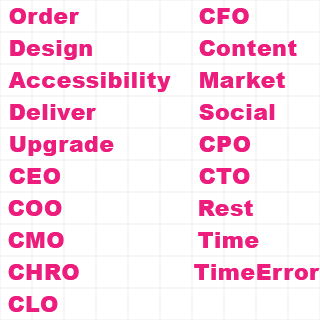 Order
Design
Accessibility
Deliver
Upgrade
CEO
COO
CMO
CHRO
CLO
CFO
Content
Market
Social
CPO
CTO
Rest
Time
TimeError